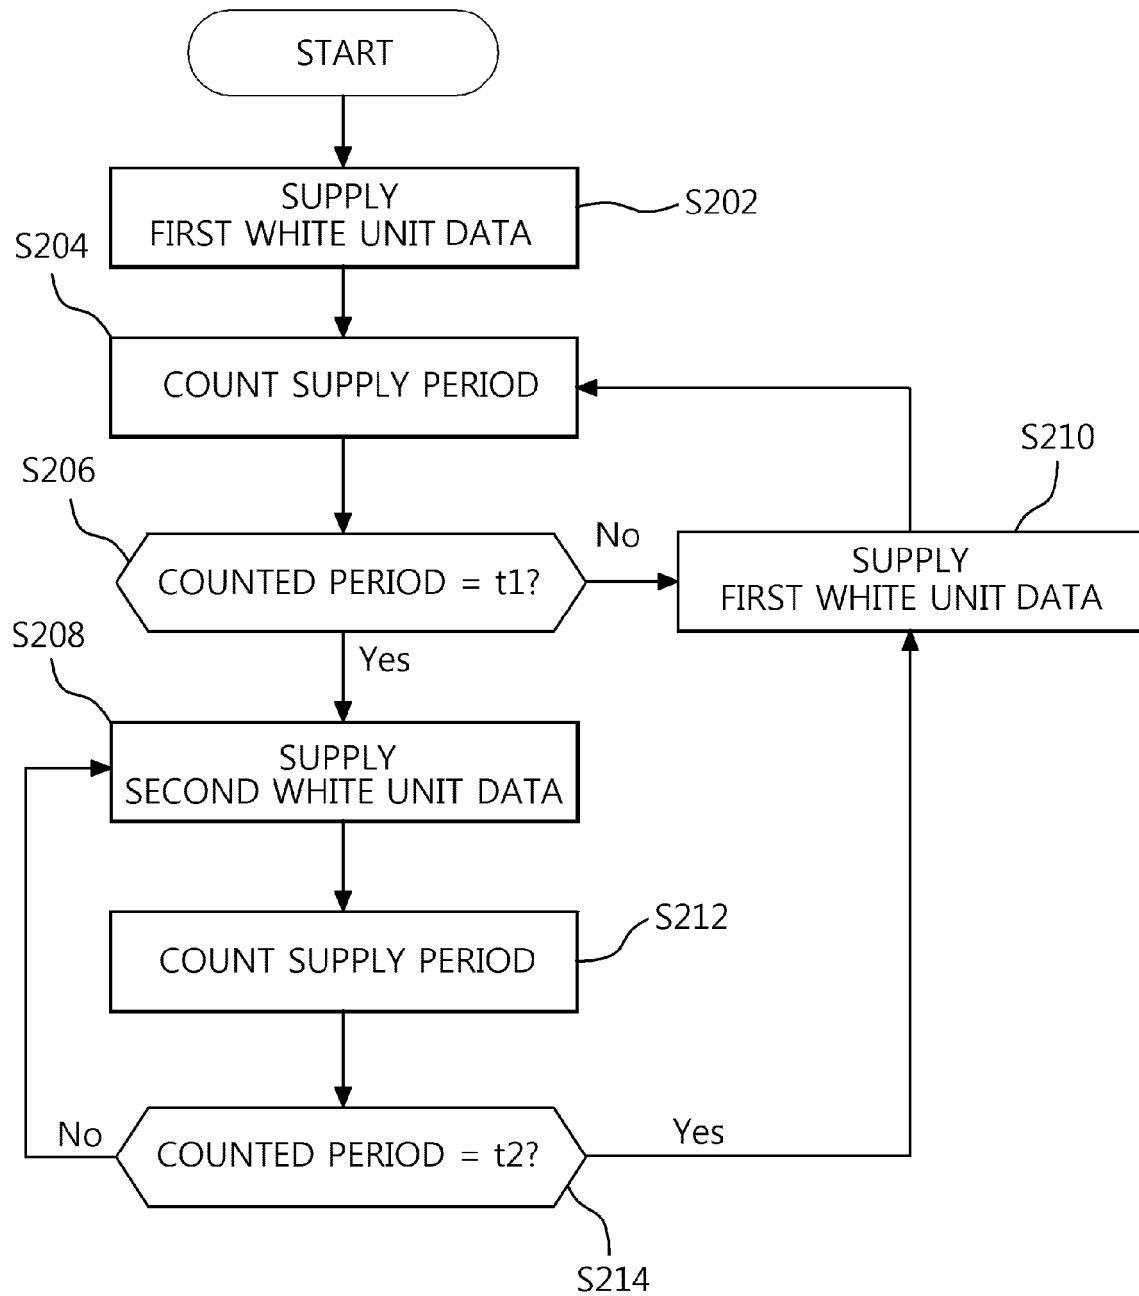 START
SUPPLY
FIRST WHITE UNIT DATA
S202
S204
COUNT SUPPLY PERIOD
S206
COUNTED PERIOD = t1?
No
S210
SUPPLY
FIRST WHITE UNIT DATA
Yes
S208
SUPPLY
SECOND WHITE UNIT DATA
S212
COUNT SUPPLY PERIOD
No
COUNTED PERIOD = t2?
Yes
S214